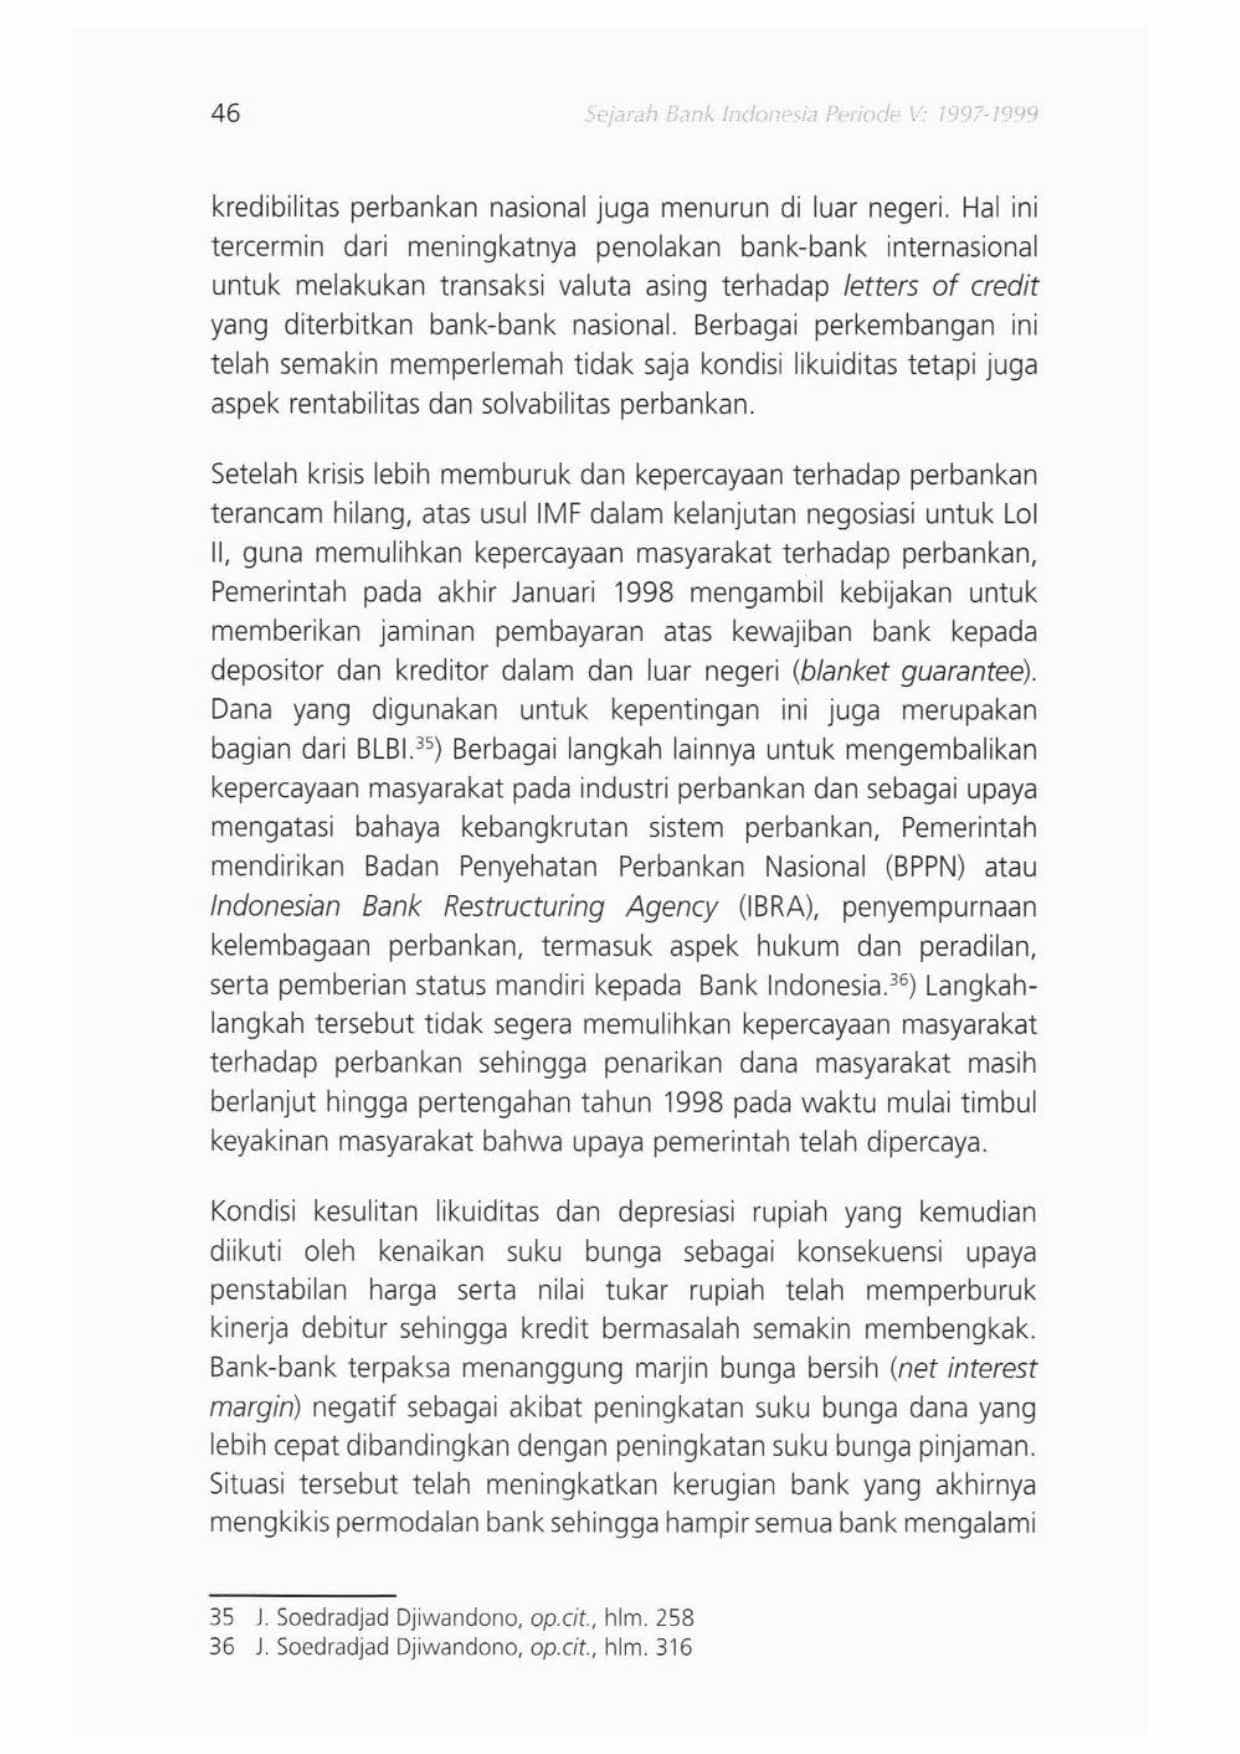 46
Sejarah Bank Indonesia Periode V: 1997-1999
kredibilitas perbankan nasional juga menurun di luar negeri. Hal ini
tercermin dari meningkatnya penolakan bank-bank internasional
untuk melakukan transaksi valuta asing terhadap letters of credit
yang diterbitkan bank-bank nasional. Berbagai perkembangan ini
telah semakin memperlemah tidak saja kondisi likuiditas tetapi juga
aspek rentabilitas dan solvabilitas perbankan.
Setelah krisis lebih memburuk dan kepercayaan terhadap perbankan
terancam hilang, atas usul IMF dalam kelanjutan negosiasi untuk LoI
II, guna memulihkan kepercayaan masyarakat terhadap perbankan,
Pemerintah pada akhir Januari 1998 mengambil kebijakan untuk
memberikan jaminan pembayaran atas kewajiban bank kepada
depositor dan kreditor dalam dan luar negeri (blanket guarantee).
Dana yang digunakan untuk kepentingan ini juga merupakan
bagian dari BLBI.35) Berbagai langkah lainnya untuk mengembalikan
kepercayaan masyarakat pada industri perbankan dan sebagai upaya
mengatasi bahaya kebangkrutan sistem perbankan, Pemerintah
mendirikan Badan Penyehatan Perbankan Nasional (BPPN) atau
Indonesian Bank Restructuring Agency (IBRA), penyempurnaan
kelembagaan perbankan, termasuk aspek hukum dan peradilan,
serta pemberian status mandiri kepada Bank Indonesia.36) Langkah-
langkah tersebut tidak segera memulihkan kepercayaan masyarakat
terhadap perbankan sehingga penarikan dana masyarakat masih
berlanjut hingga pertengahan tahun 1998 pada waktu mulai timbul
keyakinan masyarakat bahwa upaya pemerintah telah dipercaya.
Kondisi kesulitan likuiditas dan depresiasi rupiah yang kemudian
diikuti oleh kenaikan suku bunga sebagai konsekuensi upaya
penstabilan harga serta nilai tukar rupiah telah memperburuk
kinerja debitur sehingga kredit bermasalah semakin membengkak.
Bank-bank terpaksa menanggung marjin bunga bersih (net interest
margin) negatif sebagai akibat peningkatan suku bunga dana yang
lebih cepat dibandingkan dengan peningkatan suku bunga pinjaman.
Situasi tersebut telah meningkatkan kerugian bank yang akhirnya
mengkikis permodalan bank sehingga hampir semua bank mengalami
35 J. Soedradjad Djiwandono, op.cit., hlm. 258
36 J. Soedradjad Djiwandono, op.cit., hlm. 316